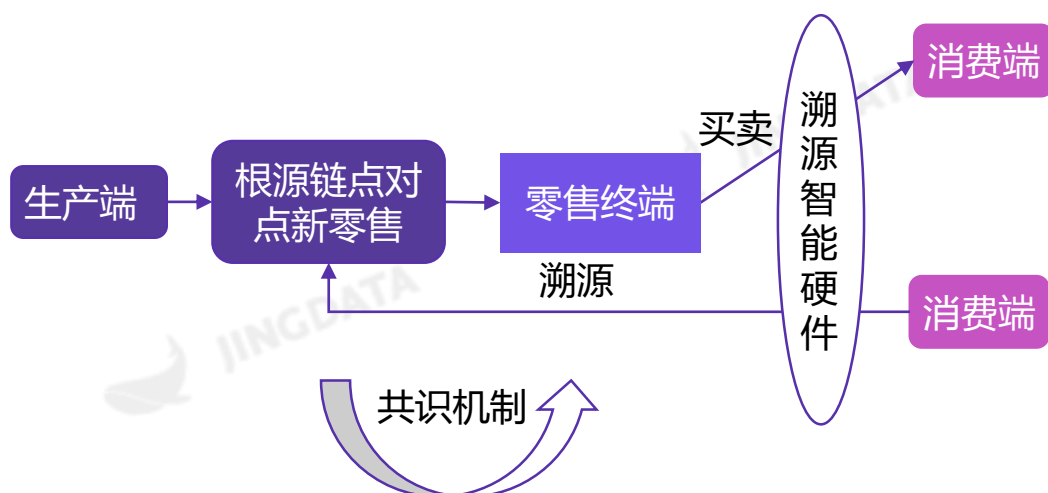 消费端
买卖
生产端
根源链点对
点新零售
零售终端
溯源智能硬件
溯源
消费端
共识机制
JINGDATA
JINGDATA